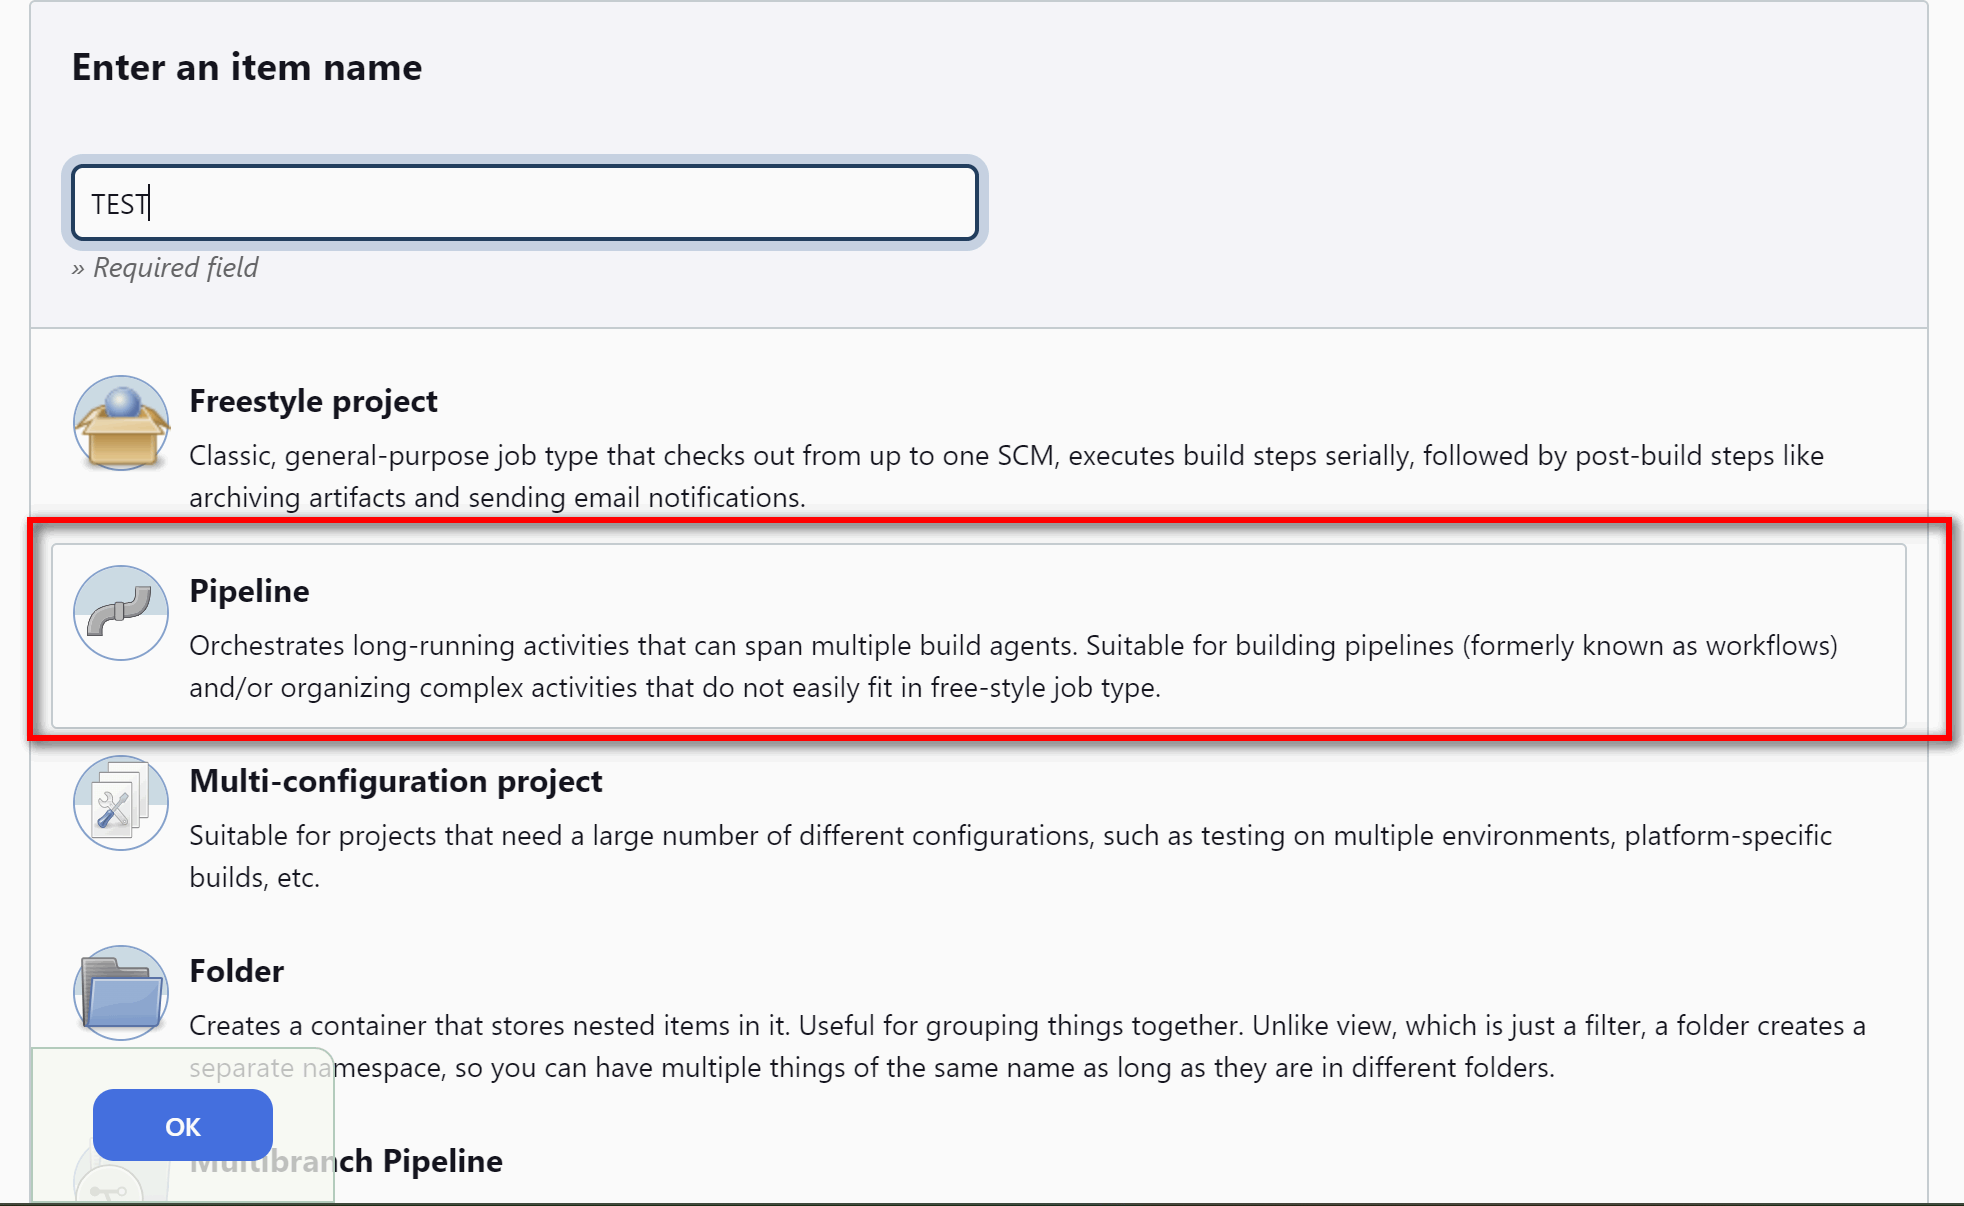 Enter an item name
TEST
» Required field
Freestyle project
Classic, general-purpose job type that checks out from up to one SCM, executes build steps serially, followed by post-build steps like
archiving artifacts and sending email notifications.
Pipeline
Orchestrates long-running activities that can span multiple build agents. Suitable for building pipelines (formerly known as workflows)
and/or organizing complex activities that do not easily fit in free-style job type.
Multi-configuration project
Suitable for projects that need a large number of different configurations, such as testing on multiple environments, platform-specific
builds, etc.
Folder
Creates a container that stores nested items in it. Useful for grouping things together. Unlike view, which is just a filter, a folder creates a
separate namespace, so you can have multiple things of the same name as long as they are in different folders.
OK
Multibranch Pipeline